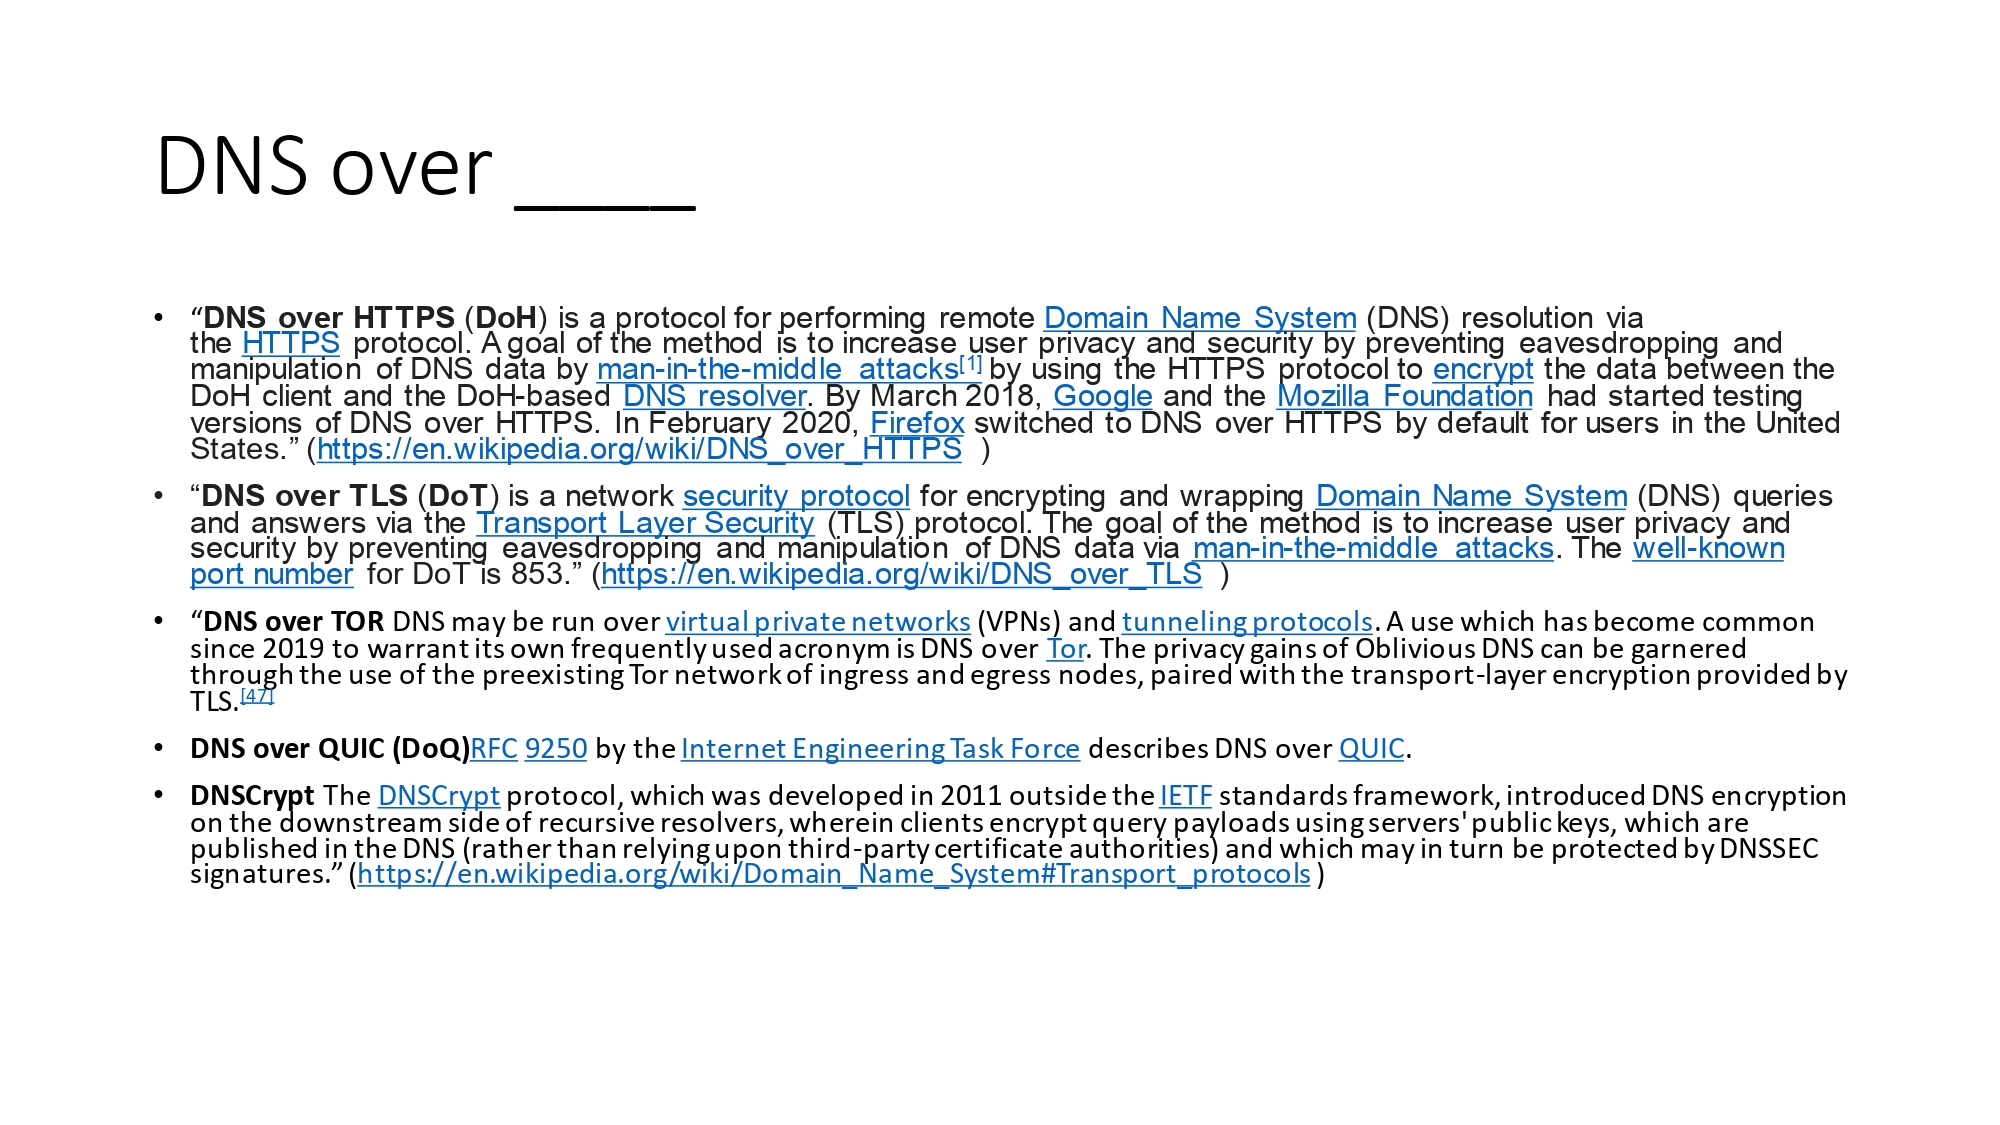 DNS over ____
• “DNS over HTTPS (DoH) is a protocol for performing remote Domain Name System (DNS) resolution via
the HTTPS protocol. A goal of the method is to increase user privacy and security by preventing eavesdropping and
manipulation of DNS data by man-in-the-middle attacks[1] by using the HTTPS protocol to encrypt the data between the
DoH client and the DoH-based DNS resolver. By March 2018, Google and the Mozilla Foundation had started testing
versions of DNS over HTTPS. In February 2020, Firefox switched to DNS over HTTPS by default for users in the United
States.” (https://en.wikipedia.org/wiki/DNS_over_HTTPS )
• “DNS over TLS (DoT) is a network security protocol for encrypting and wrapping Domain Name System (DNS) queries
and answers via the Transport Layer Security (TLS) protocol. The goal of the method is to increase user privacy and
security by preventing eavesdropping and manipulation of DNS data via man-in-the-middle attacks. The well-known
port number for DoT is 853.” (https://en.wikipedia.org/wiki/DNS_over_TLS )
• “DNS over TOR DNS may be run over virtual private networks (VPNs) and tunneling protocols. A use which has become common
since 2019 to warrant its own frequently used acronym is DNS over Tor. The privacy gains of Oblivious DNS can be garnered
through the use of the preexisting Tor network of ingress and egress nodes, paired with the transport-layer encryption provided by
TLS.[47]
• DNS over QUIC (DoQ)RFC 9250 by the Internet Engineering Task Force describes DNS over QUIC.
• DNSCrypt The DNSCrypt protocol, which was developed in 2011 outside the IETF standards framework, introduced DNS encryption
on the downstream side of recursive resolvers, wherein clients encrypt query payloads using servers' public keys, which are
published in the DNS (rather than relying upon third-party certificate authorities) and which may in turn be protected by DNSSEC
signatures.” (https://en.wikipedia.org/wiki/Domain_Name_System#Transport_protocols )